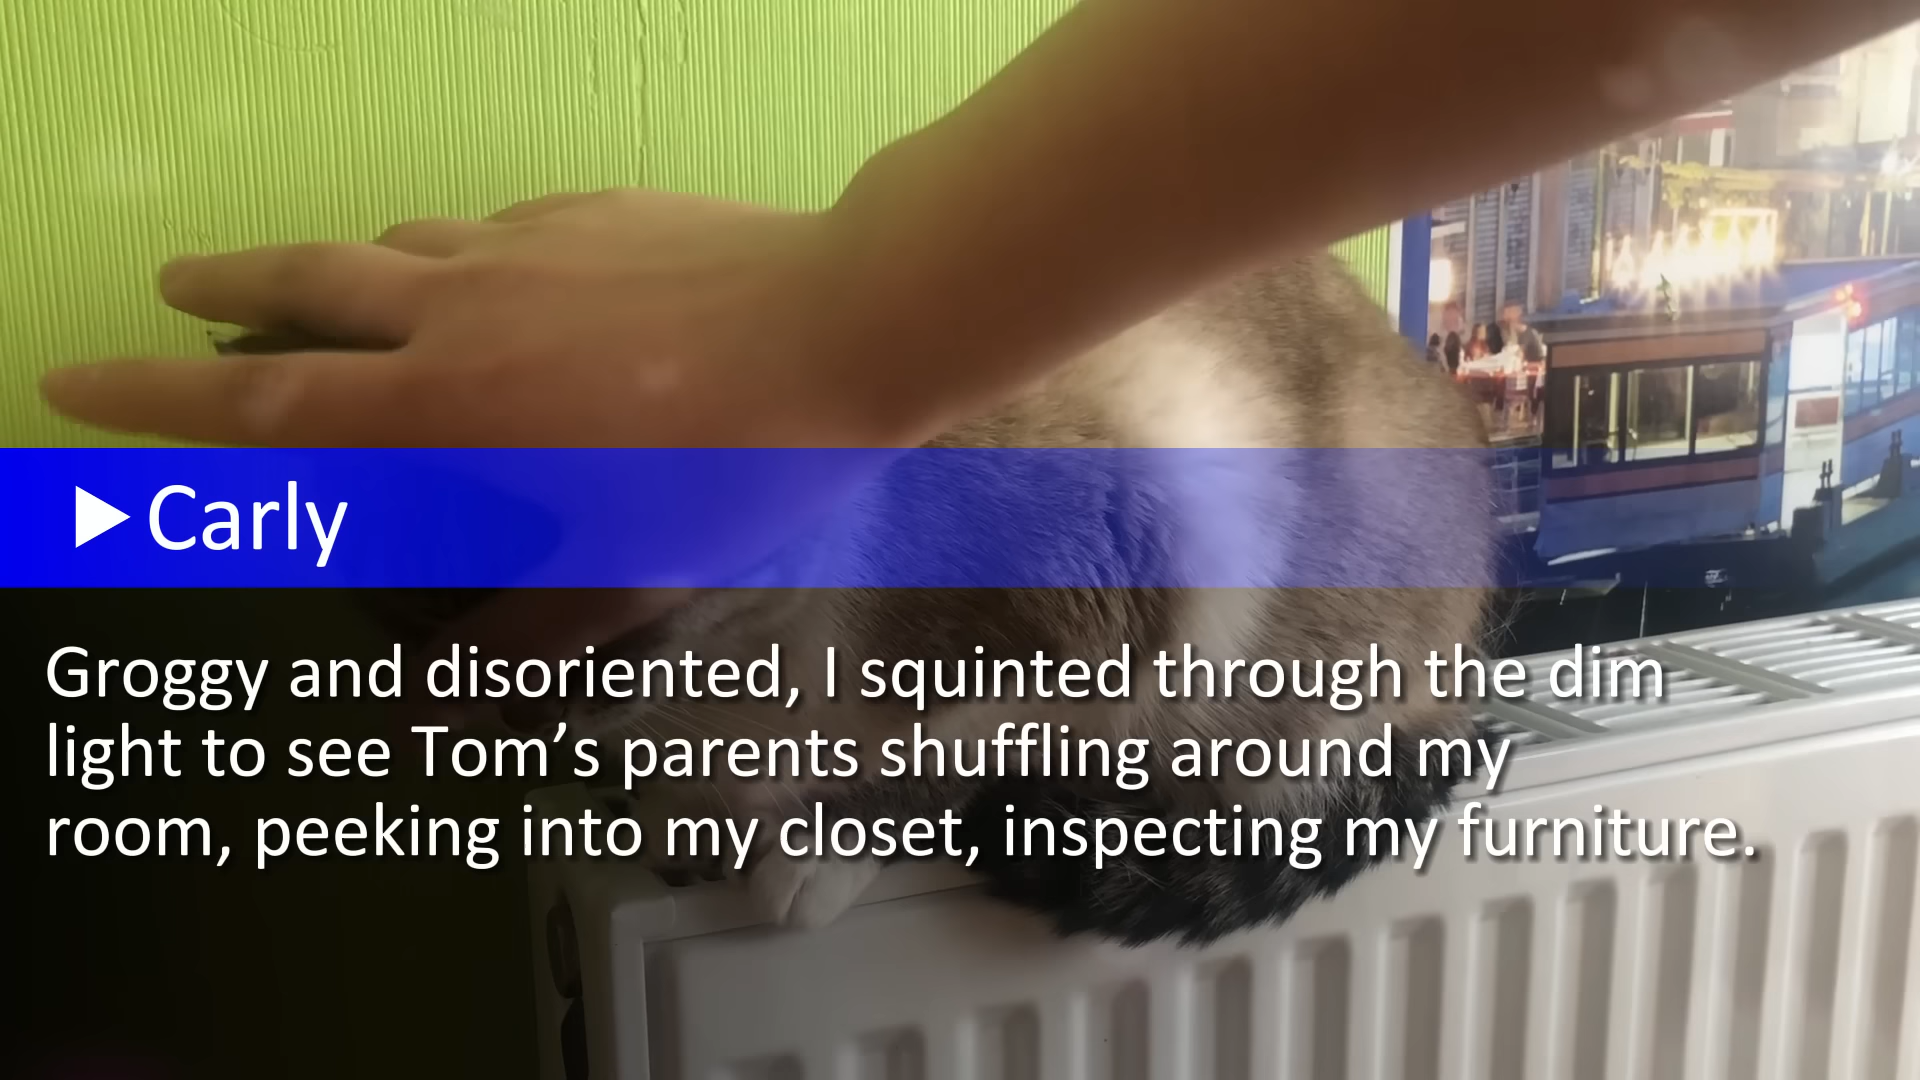 Carly
Groggy and disoriented, I squinted through the dim
light to see Tom’s parents shuffling around my
room, peeking into my closet, inspecting my furniture.